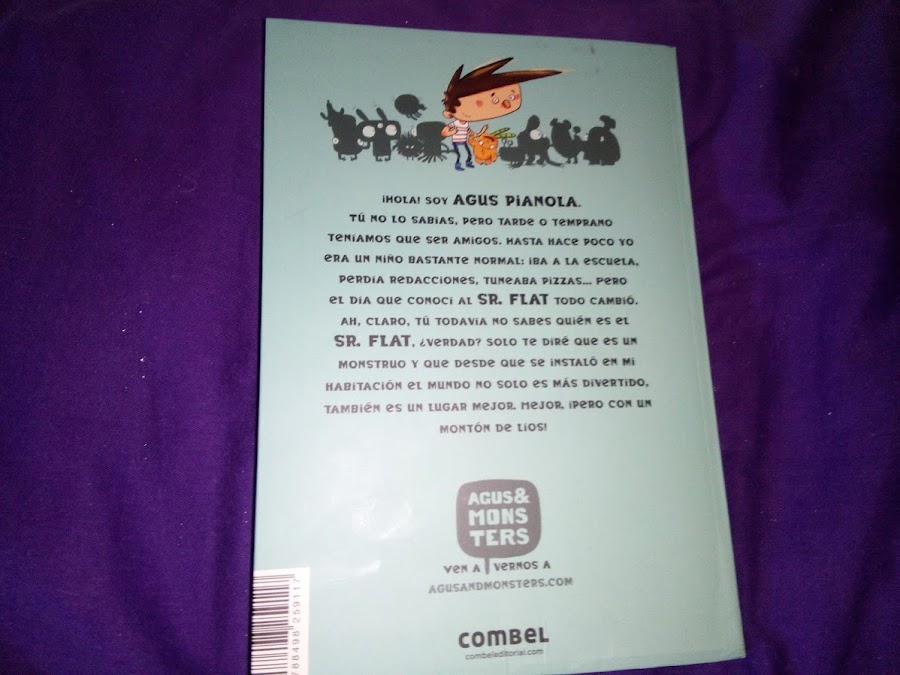 ¡HOLA! SOY AGUS PIANOLA.
TÚ NO LO SABÍAS, PERO TARDE O TEMPRANO
TENÍAMOS QUE SER AMIGOS. HASTA HACE POCO YO
ERA UN NIÑO BASTANTE NORMAL: IBA A LA ESCUELA,
PERDÍA REDACCIONES, TUNEABA PIZZAS... PERO
EL DÍA QUE CONOCÍ AL SR. FLAT TODO CAMBIÓ.
AH, CLARO, TÚ TODAVÍA NO SABES QUIÉN ES EL
SR. FLAT, ¿VERDAD? SOLO TE DIRÉ QUE ES UN
MONSTRUO Y QUE DESDE QUE SE INSTALÓ EN MI
HABITACIÓN EL MUNDO NO SOLO ES MÁS DIVERTIDO,
TAMBIÉN ES UN LUGAR MEJOR. MEJOR, ¡PERO CON UN
MONTÓN DE LÍOS!
AGUS&
MONS
TERS
VEN A VERNOS A
AGUSANDMONSTERS.COM
COMBEL
combeleditorial.com
788498 259117